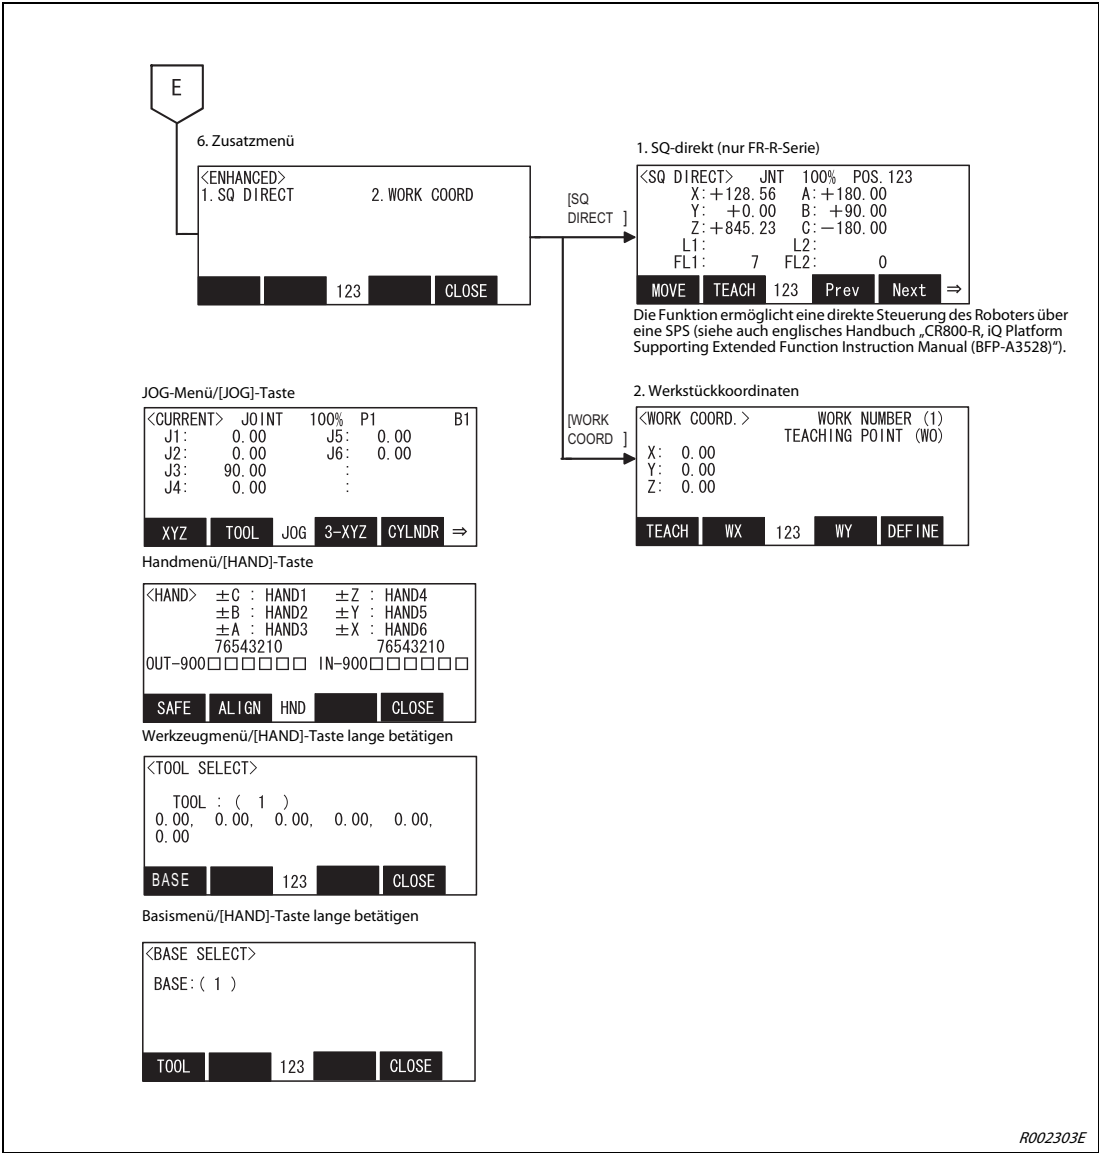 E
6. Zusatzmenü
<ENHANCED>
1. SQ DIRECT 2. WORK COORD
123 CLOSE
[SQ
DIRECT ]
1. SQ-direkt (nur FR-R-Serie)
<SQ DIRECT> JNT 100% POS. 123
X:+128. 56 A:+180. 00
Y: +0. 00 B: +90. 00
Z:+845. 23 C:−180. 00
L1: L2:
FL1: 7 FL2: 0
MOVE TEACH 123 Prev Next ⇒
Die Funktion ermöglicht eine direkte Steuerung des Roboters über
eine SPS (siehe auch englisches Handbuch „CR800-R, iQ Platform
Supporting Extended Function Instruction Manual (BFP-A3528)“).
[WORK
COORD ]
2. Werkstückkoordinaten
<WORK COORD. > WORK NUMBER (1)
TEACHING POINT (WO)
X: 0. 00
Y: 0. 00
Z: 0. 00
TEACH WX 123 WY DEFINE
JOG-Menü/[JOG]-Taste
<CURRENT> JOINT 100% P1 B1
J1: 0. 00 J5: 0. 00
J2: 0. 00 J6: 0. 00
J3: 90. 00 :
J4: 0. 00 :
XYZ TOOL JOG 3-XYZ CYLNDR ⇒
Handmenü/[HAND]-Taste
<HAND> ±C : HAND1 ±Z : HAND4
±B : HAND2 ±Y : HAND5
±A : HAND3 ±X : HAND6
76543210 76543210
OUT-900□□□□□□ IN-900□□□□□□
SAFE ALIGN HND CLOSE
Werkzeugmenü/[HAND]-Taste lange betätigen
<TOOL SELECT>
TOOL : ( 1 )
0. 00, 0. 00, 0. 00, 0. 00, 0. 00,
0. 00
BASE 123 CLOSE
Basismenü/[HAND]-Taste lange betätigen
<BASE SELECT>
BASE:( 1 )
TOOL 123 CLOSE
R002303E